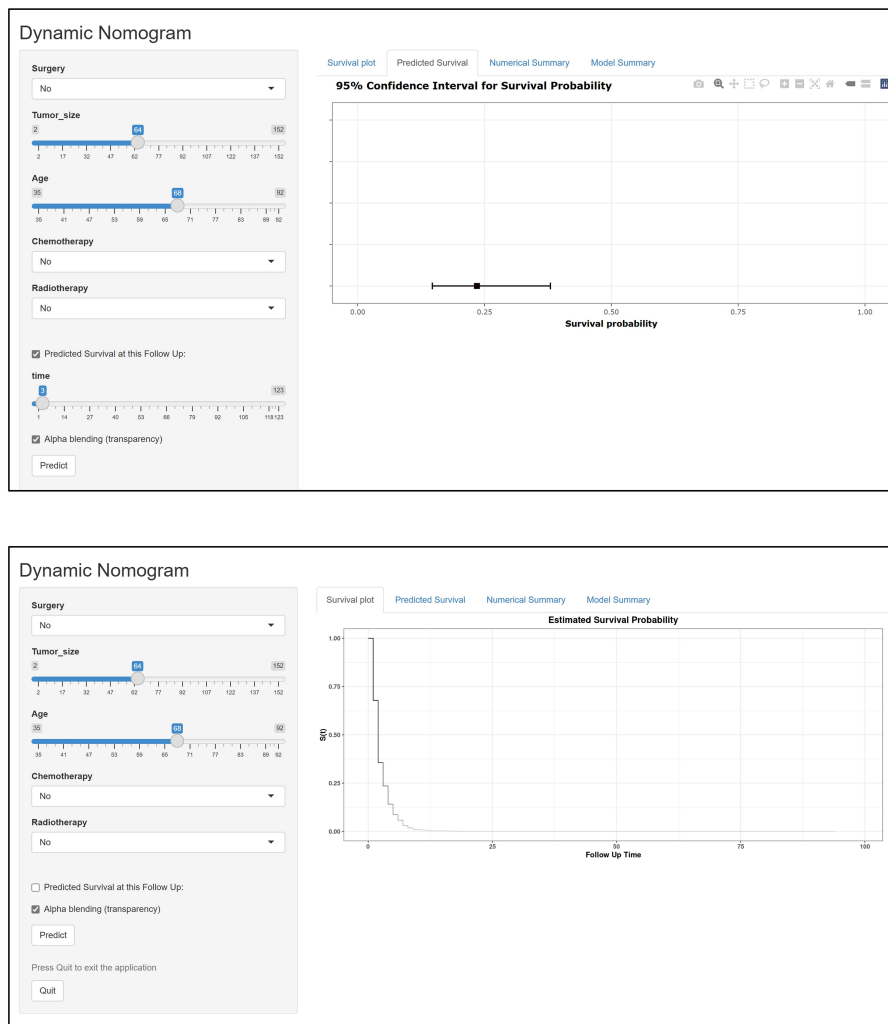 Dynamic Nomogram
Surgery
No
Tumor_size
2 64 152
2 17 32 47 62 77 92 107 122 137 152
Age
35 68 92
35 41 47 53 59 65 71 77 83 89 92
Chemotherapy
No
Radiotherapy
No
Predicted Survival at this Follow Up:
time
3 123
1 14 27 40 53 66 79 92 105 118 123
Alpha blending (transparency)
Predict
Survival plot Predicted Survival Numerical Summary Model Summary
95% Confidence Interval for Survival Probability
0.00 0.25 0.50 0.75 1.00
Survival probability
Dynamic Nomogram
Surgery
No
Tumor_size
2 64 152
2 17 32 47 62 77 92 107 122 137 152
Age
35 68 92
35 41 47 53 59 65 71 77 83 89 92
Chemotherapy
No
Radiotherapy
No
Predicted Survival at this Follow Up:
Alpha blending (transparency)
Predict
Press Quit to exit the application
Quit
Survival plot Predicted Survival Numerical Summary Model Summary
Estimated Survival Probability
1.00
0.75
0.50
0.25
0.00
S(t)
0 25 50 75 100
Follow Up Time